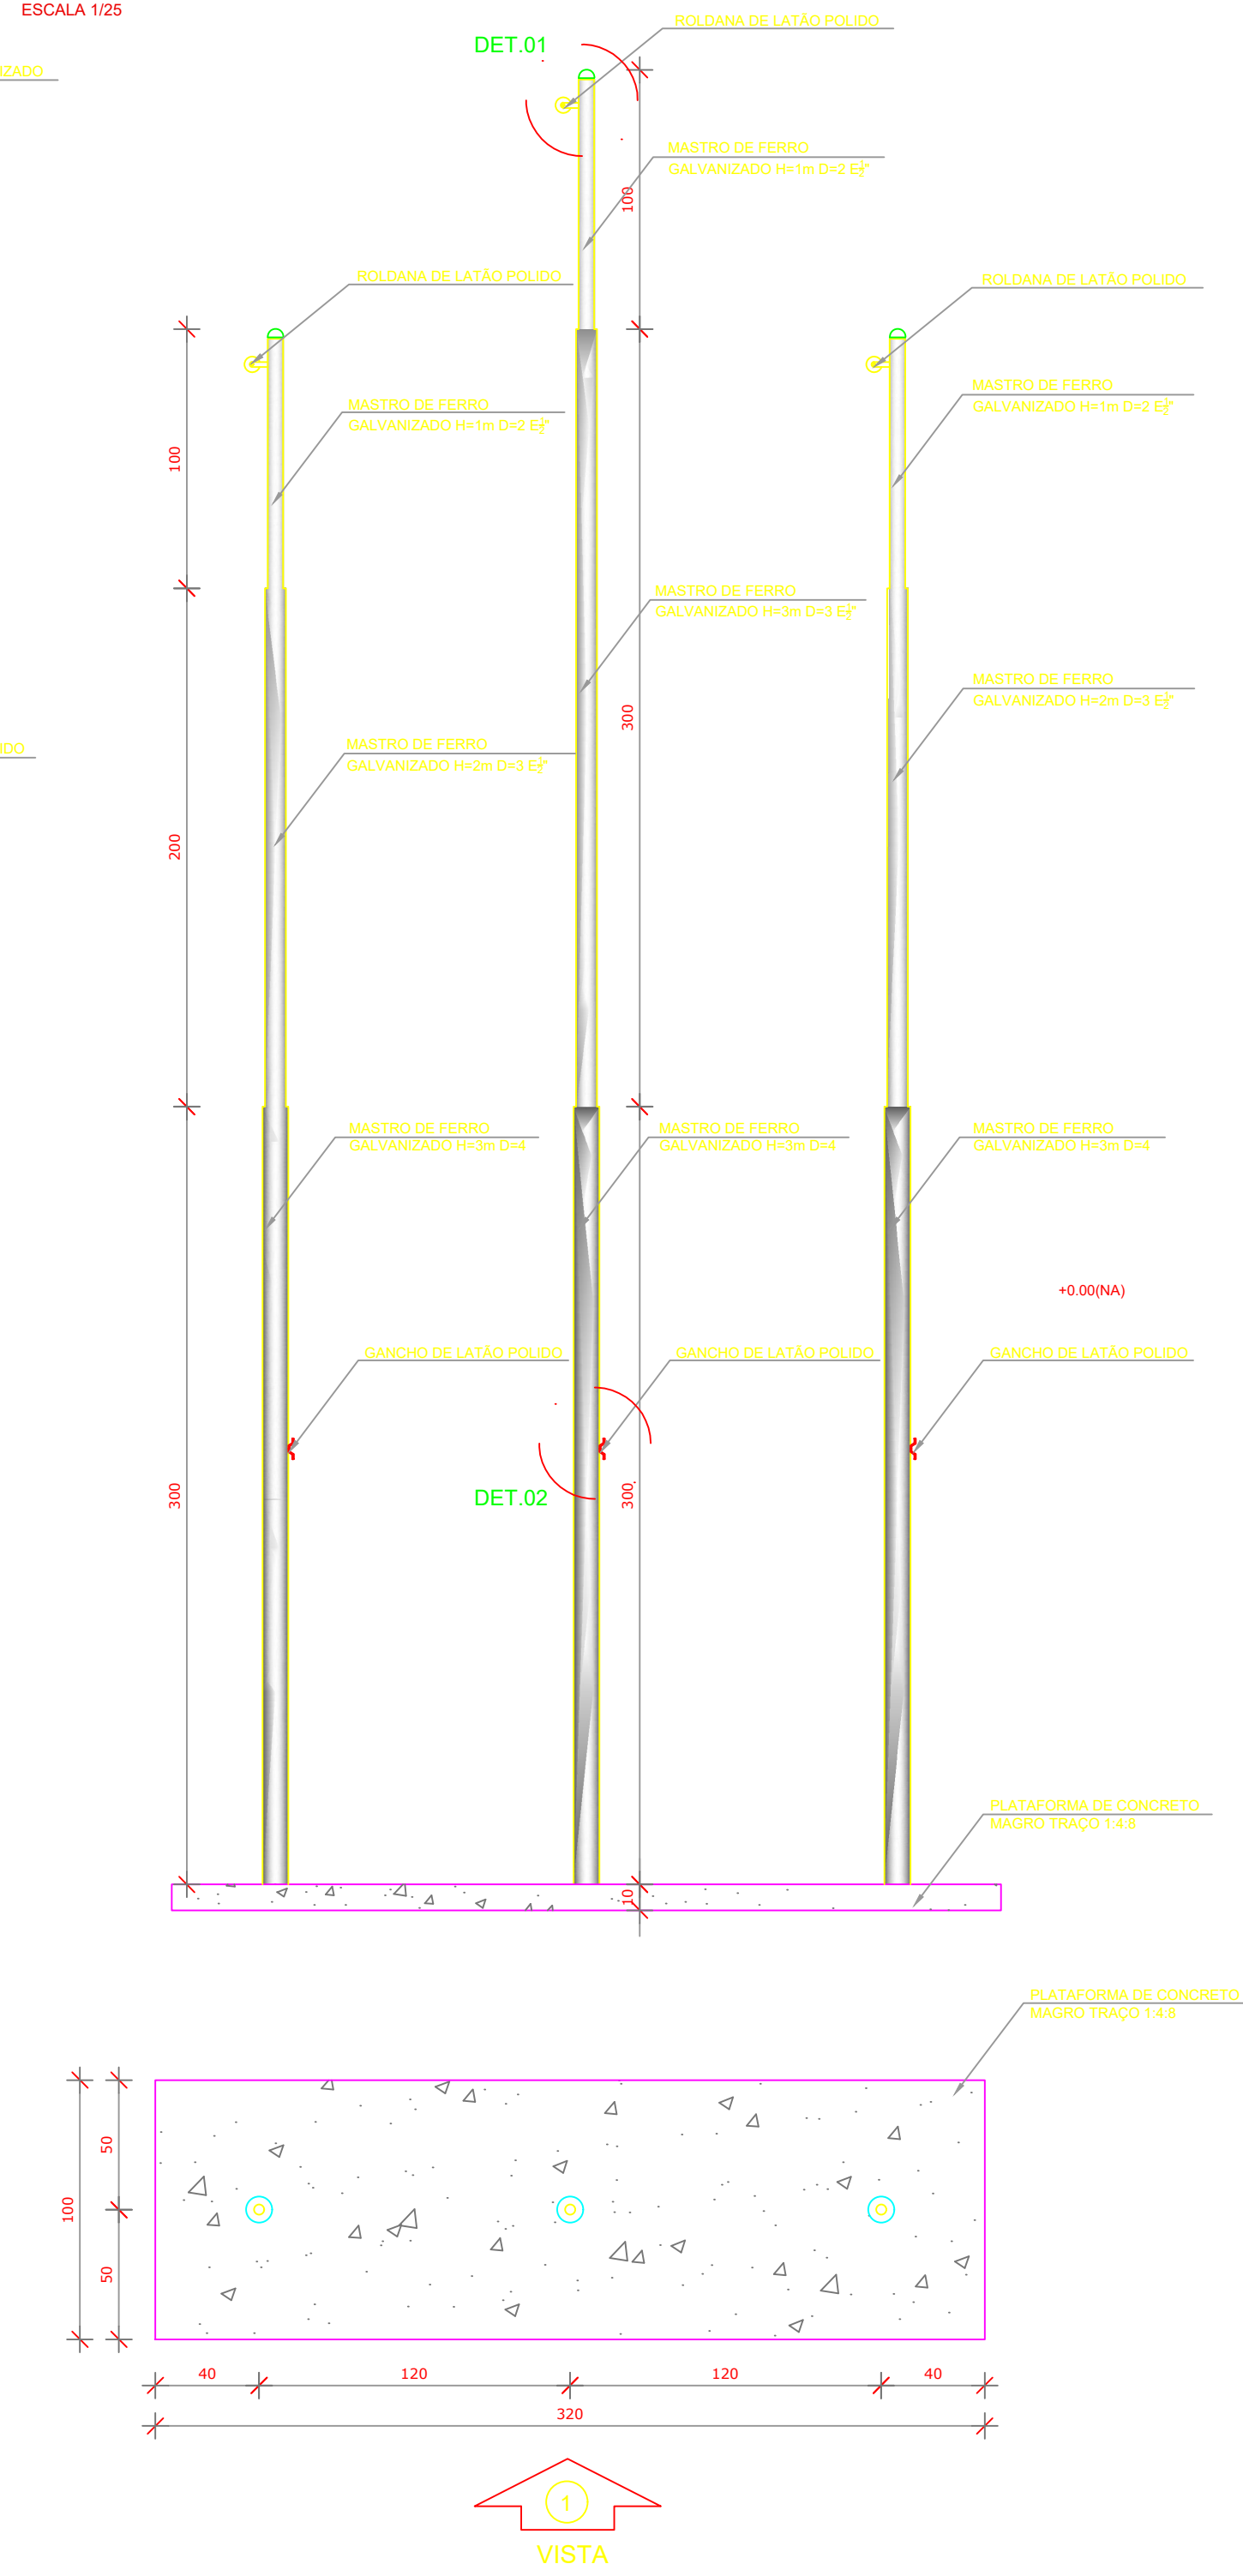 ESCALA 1/25
DET.01
ROLDANA DE LATÃO POLIDO
IZADO
MASTRO DE FERRO
GALVANIZADO H=1m D=2 E½"
100
ROLDANA DE LATÃO POLIDO
ROLDANA DE LATÃO POLIDO
MASTRO DE FERRO
GALVANIZADO H=1m D=2 E½"
MASTRO DE FERRO
GALVANIZADO H=1m D=2 E½"
100
MASTRO DE FERRO
GALVANIZADO H=3m D=3 E½"
MASTRO DE FERRO
GALVANIZADO H=2m D=3 E½"
300
IDO
MASTRO DE FERRO
GALVANIZADO H=2m D=3 E½"
200
MASTRO DE FERRO
GALVANIZADO H=3m D=4
MASTRO DE FERRO
GALVANIZADO H=3m D=4
MASTRO DE FERRO
GALVANIZADO H=3m D=4
+0.00(NA)
GANCHO DE LATÃO POLIDO
GANCHO DE LATÃO POLIDO
GANCHO DE LATÃO POLIDO
300
DET.02
300
PLATAFORMA DE CONCRETO
MAGRO TRAÇO 1:4:8
10
PLATAFORMA DE CONCRETO
MAGRO TRAÇO 1:4:8
50
100
50
40
120
120
40
320
1
VISTA